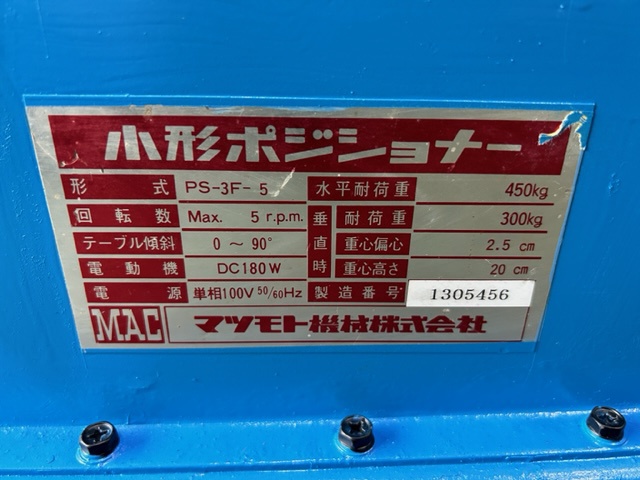 小形ポジショナー
形式 PS-3F-5 水平耐荷重 450kg
回転数 Max. 5 r.p.m. 垂直時 耐荷重 300kg
テーブル傾斜 0～90° 重心偏心 2.5 cm
電動機 DC180W 重心高さ 20 cm
電源 単相100V 50/60Hz 製造番号 1305456
MAC マツモト機械株式会社